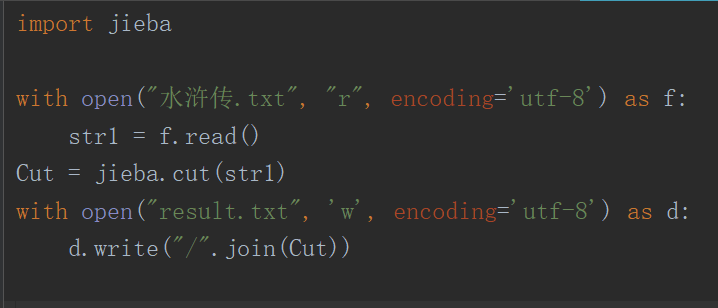 import jieba
with open("水浒传.txt", "r", encoding='utf-8') as f:
    str1 = f.read()
Cut = jieba.cut(str1)
with open("result.txt", 'w', encoding='utf-8') as d:
    d.write("/".join(Cut))